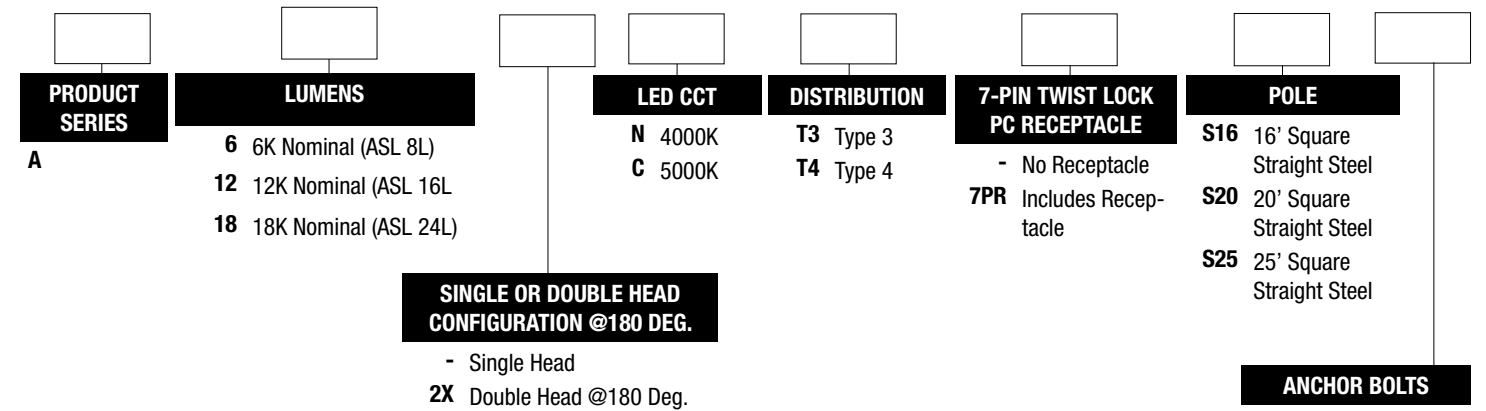 PRODUCT
SERIES
A
LUMENS
6 6K Nominal (ASL 8L)
12 12K Nominal (ASL 16L
18 18K Nominal (ASL 24L)
SINGLE OR DOUBLE HEAD
CONFIGURATION @180 DEG.
- Single Head
2X Double Head @180 Deg.
LED CCT
N 4000K
C 5000K
DISTRIBUTION
T3 Type 3
T4 Type 4
7-PIN TWIST LOCK
PC RECEPTACLE
- No Receptacle
7PR Includes Recep-
tacle
POLE
S16 16’ Square
Straight Steel
S20 20’ Square
Straight Steel
S25 25’ Square
Straight Steel
ANCHOR BOLTS